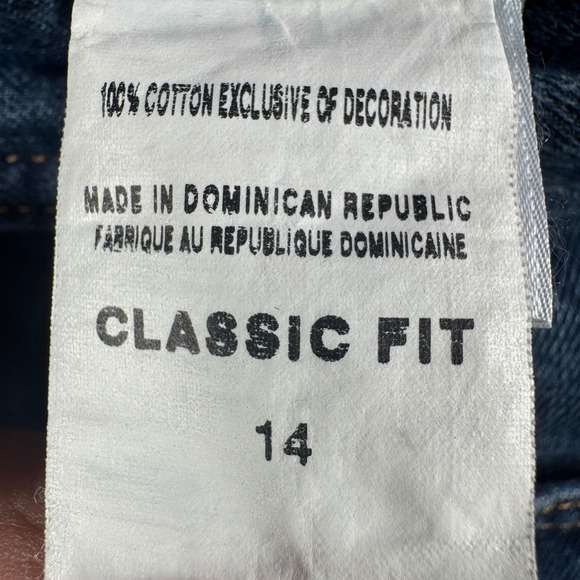 100% COTTON EXCLUSIVE OF DECORATION
MADE IN DOMINICAN REPUBLIC
FABRIQUE AU REPUBLIQUE DOMINICAINE
CLASSIC FIT
14